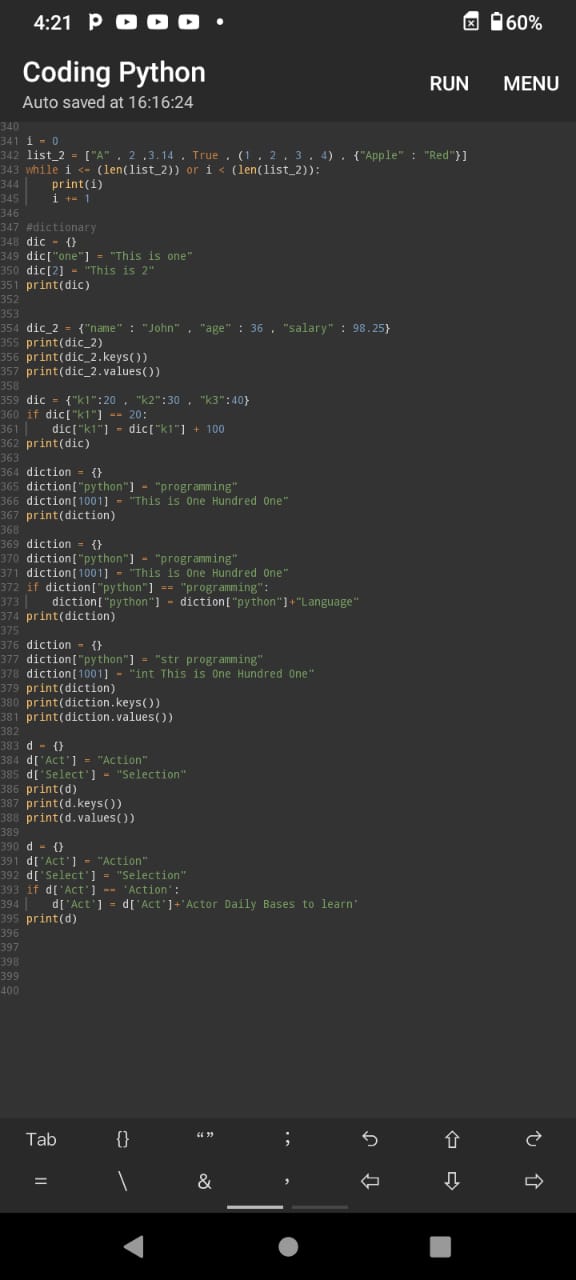 4:21
60%
Coding Python
RUN
MENU
Auto saved at 16:16:24
340
341 i = 0
342 list_2 = ["A" , 2 ,3.14 , True , (1 , 2 , 3 , 4) , {"Apple" : "Red"}]
343 while i <= (len(list_2)) or i < (len(list_2)):
344     print(i)
345     i += 1
346
347 #dictionary
348 dic = {}
349 dic["one"] = "This is one"
350 dic[2] = "This is 2"
351 print(dic)
352
353
354 dic_2 = {"name" : "John" , "age" : 36 , "salary" : 98.25}
355 print(dic_2)
356 print(dic_2.keys())
357 print(dic_2.values())
358
359 dic = {"k1":20 , "k2":30 , "k3":40}
360 if dic["k1"] == 20:
361     dic["k1"] = dic["k1"] + 100
362 print(dic)
363
364 diction = {}
365 diction["python"] = "programming"
366 diction[1001] = "This is One Hundred One"
367 print(diction)
368
369 diction = {}
370 diction["python"] = "programming"
371 diction[1001] = "This is One Hundred One"
372 if diction["python"] == "programming":
373     diction["python"] = diction["python"]+"Language"
374 print(diction)
375
376 diction = {}
377 diction["python"] = "str programming"
378 diction[1001] = "int This is One Hundred One"
379 print(diction)
380 print(diction.keys())
381 print(diction.values())
382
383 d = {}
384 d['Act'] = "Action"
385 d['Select'] = "Selection"
386 print(d)
387 print(d.keys())
388 print(d.values())
389
390 d = {}
391 d['Act'] = "Action"
392 d['Select'] = "Selection"
393 if d['Act'] == 'Action':
394     d['Act'] = d['Act']+'Actor Daily Bases to learn'
395 print(d)
396
397
398
399
400
Tab {} “” ;
= \ & ,